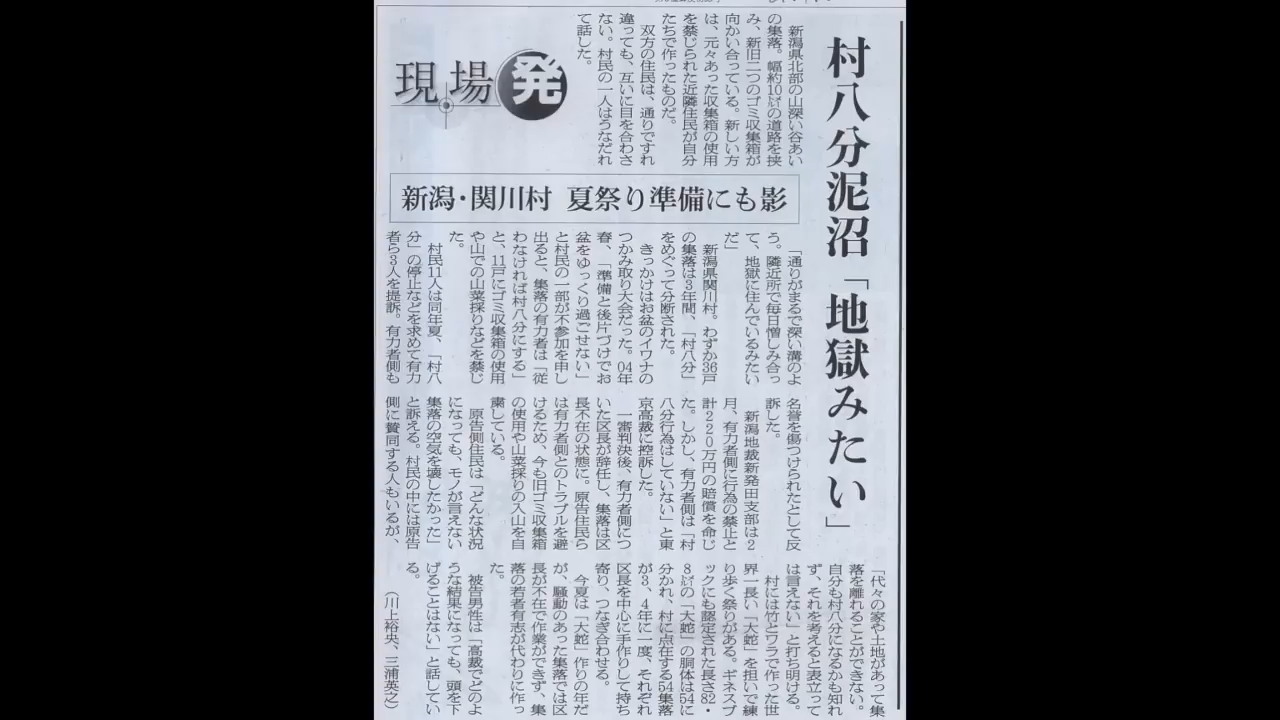 村八分泥沼「地獄みたい」
現場発
新潟・関川村 夏祭り準備にも影
新潟県北部の山深い谷あい
の集落。幅約10㍍の道路を挟
み、新旧二つのゴミ収集箱が
向かい合っている。新しい方
は、元々あった収集箱の使用
を禁じられた近隣住民が自分
たちで作ったものだ。
双方の住民は、通りですれ
違っても、互いに目を合わさ
ない。村民の一人はうなだれ
て話した。
「通りがまるで深い溝のよ
う。隣近所で毎日憎しみ合っ
て、地獄に住んでいるみたい
だ」
新潟県関川村。わずか36戸
の集落は3年間、「村八分」
をめぐって分断された。
きっかけはお盆のイワナの
つかみ取り大会だった。04年
春、「準備と後片づけでお
盆をゆっくり過ごせない」
と村民の一部が不参加を申し
出ると、集落の有力者は「従
わなければ村八分にする」
と、11戸にゴミ収集箱の使用
や山での山菜採りなどを禁じ
た。
村民11人は同年夏、「村八
分」の停止などを求めて有力
者ら3人を提訴。有力者側も
名誉を傷つけられたとして反
訴した。
新潟地裁新発田支部は2
月、有力者側に行為の禁止と
計220万円の賠償を命じ
た。しかし、有力者側は「村
八分行為はしていない」と東
京高裁に控訴した。
一審判決後、有力者側につ
いた区長が辞任し、集落は区
長不在の状態に。原告住民ら
は有力者側とのトラブルを避
けるため、今も旧ゴミ収集箱
の使用や山菜採りの入山を自
粛している。
原告側住民は「どんな状況
になっても、モノが言えない
集落の空気を壊したかった」
と訴える。村民の中には原告
側に賛同する人もいるが、
「代々の家や土地があって集
落を離れることができない。
自分も村八分になるかも知れ
ず、それを考えると表立って
は言えない」と打ち明ける。
村には竹とワラで作った世
界一長い「大蛇」を担いで練
り歩く祭りがある。ギネスブ
ックにも認定された長さ82・
8㍍の「大蛇」の胴体は54に
分かれ、村に点在する54集落
が3、4年に一度、それぞれ
区長を中心に手作りして持ち
寄り、つなぎ合わせる。
今夏は「大蛇」作りの年だ
が、騒動のあった集落では区
長が不在で作業ができず、集
落の若者有志が代わりに作っ
た。
被告男性は「高裁でどのよ
うな結果になっても、頭を下
げることはない」と話してい
る。
(川上裕央、三浦英之)